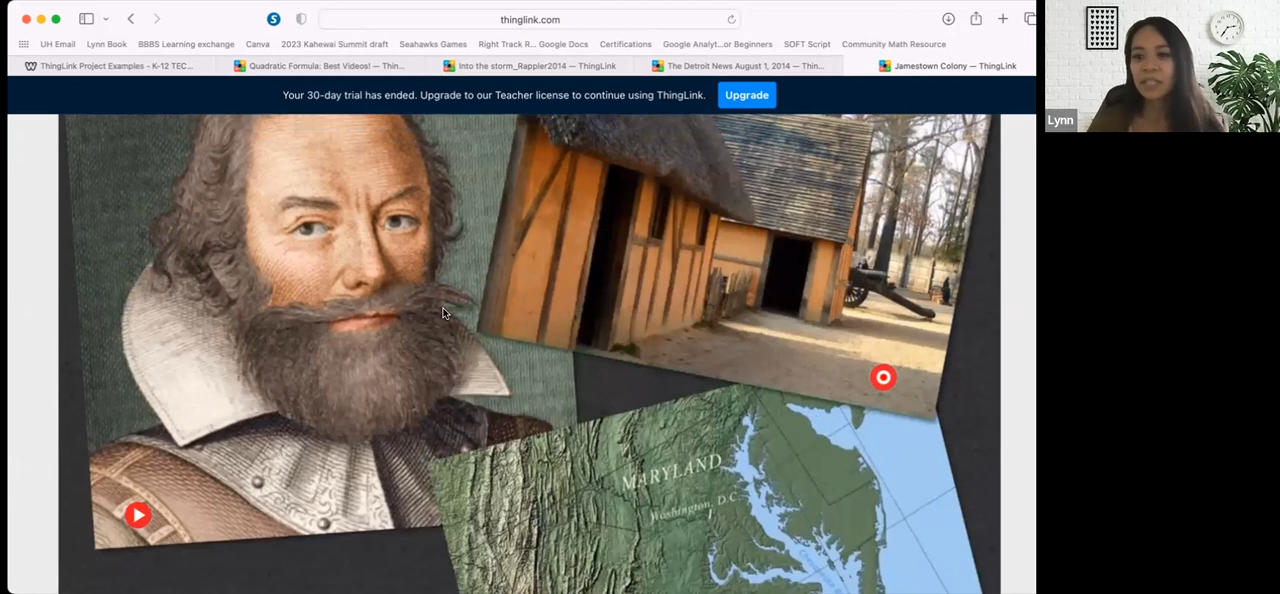 thinglink.com
UH Email Lynn Book BBBS Learning exchange Canva 2023 Kahewai Summit draft Seahawks Games Right Track R... Google Docs Certifications Google Analyt...or Beginners SOFT Script Community Math Resource
ThingLink Project Examples - K-12 TEC... Quadratic Formula: Best Videos! — Thin... Into the storm_Rappler2014 — ThingLink The Detroit News August 1, 2014 — Thin... Jamestown Colony — ThingLink
Your 30-day trial has ended. Upgrade to our Teacher license to continue using ThingLink. Upgrade
Lynn
MARYLAND
Washington, D.C.